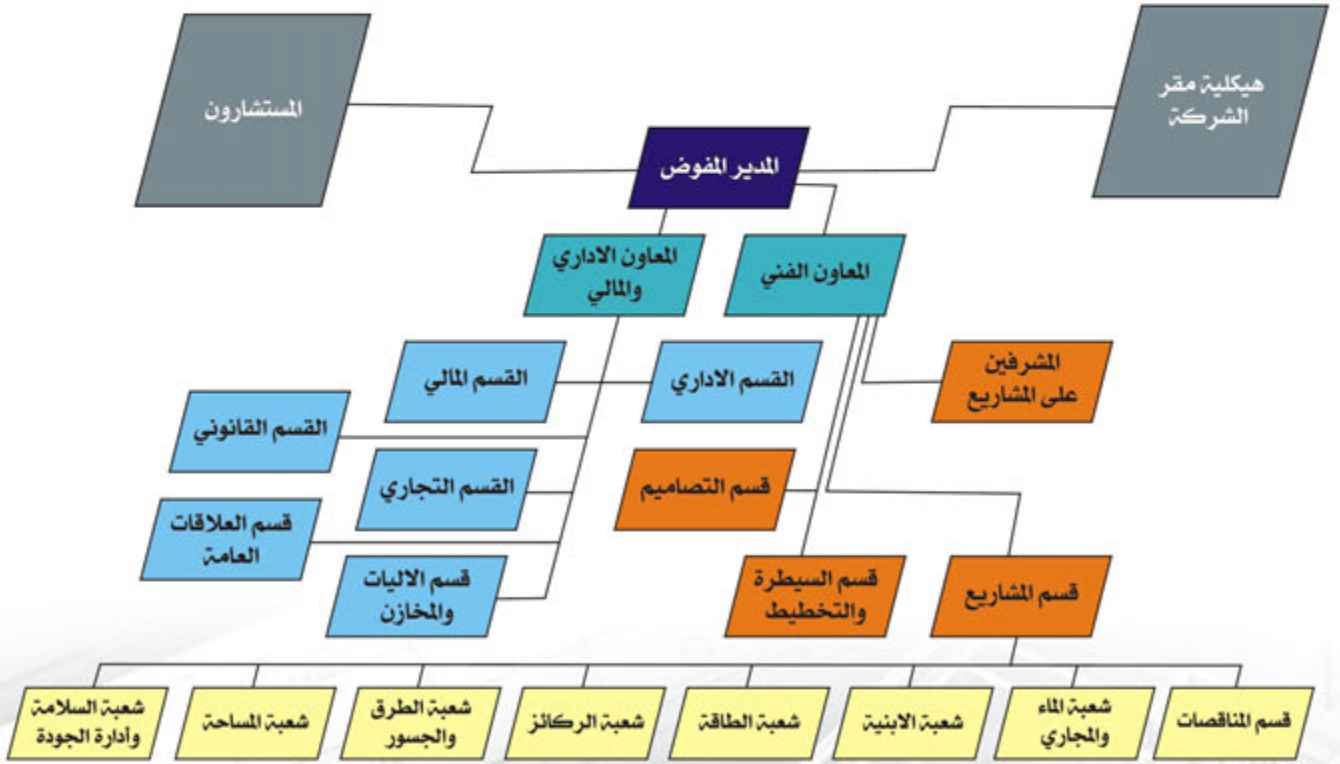 هيكلية مقر
الشركة
المستشارون
المدير المفوض
المعاون الفني
المعاون الاداري
والمالي
المشرفين
على المشاريع
القسم الاداري
القسم المالي
القسم القانوني
قسم التصاميم
القسم التجاري
قسم العلاقات
العامة
قسم المشاريع
قسم السيطرة
والتخطيط
قسم الاليات
والمخازن
قسم المناقصات
شعبة الماء
والمجاري
شعبة الابنية
شعبة الطاقة
شعبة الركائز
شعبة الطرق
والجسور
شعبة المساحة
شعبة السلامة
وأدارة الجودة